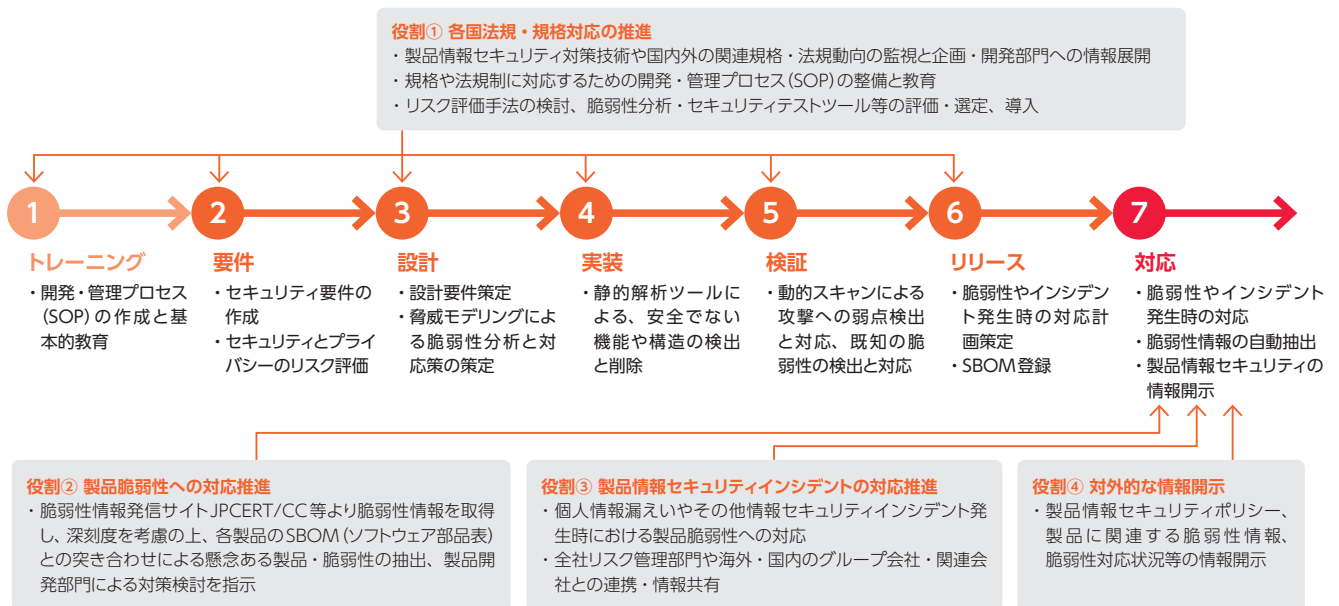 役割① 各国法規・規格対応の推進
・製品情報セキュリティ対策技術や国内外の関連規格・法規動向の監視と企画・開発部門への情報展開
・規格や法規制に対応するための開発・管理プロセス(SOP)の整備と教育
・リスク評価手法の検討、脆弱性分析・セキュリティテストツール等の評価・選定、導入
1
トレーニング
・開発・管理プロセス
(SOP)の作成と基
本的教育
2
要件
・セキュリティ要件の
作成
・セキュリティとプライ
バシーのリスク評価
3
設計
・設計要件策定
・脅威モデリングによ
る脆弱性分析と対
応策の策定
4
実装
・静的解析ツールに
よる、安全でない
機能や構造の検出
と削除
5
検証
・動的スキャンによる
攻撃への弱点検出
と対応、既知の脆
弱性の検出と対応
6
リリース
・脆弱性やインシデン
ト発生時の対応計
画策定
・SBOM登録
7
対応
・脆弱性やインシデント
発生時の対応
・脆弱性情報の自動抽出
・製品情報セキュリティの
情報開示
役割② 製品脆弱性への対応推進
・脆弱性情報発信サイトJPCERT/CC等より脆弱性情報を取得
し、深刻度を考慮の上、各製品のSBOM(ソフトウェア部品表)
との突き合わせによる懸念ある製品・脆弱性の抽出、製品開
発部門による対策検討を指示
役割③ 製品情報セキュリティインシデントの対応推進
・個人情報漏えいやその他情報セキュリティインシデント発
生時における製品脆弱性への対応
・全社リスク管理部門や海外・国内のグループ会社・関連会
社との連携・情報共有
役割④ 対外的な情報開示
・製品情報セキュリティポリシー、
製品に関連する脆弱性情報、
脆弱性対応状況等の情報開示